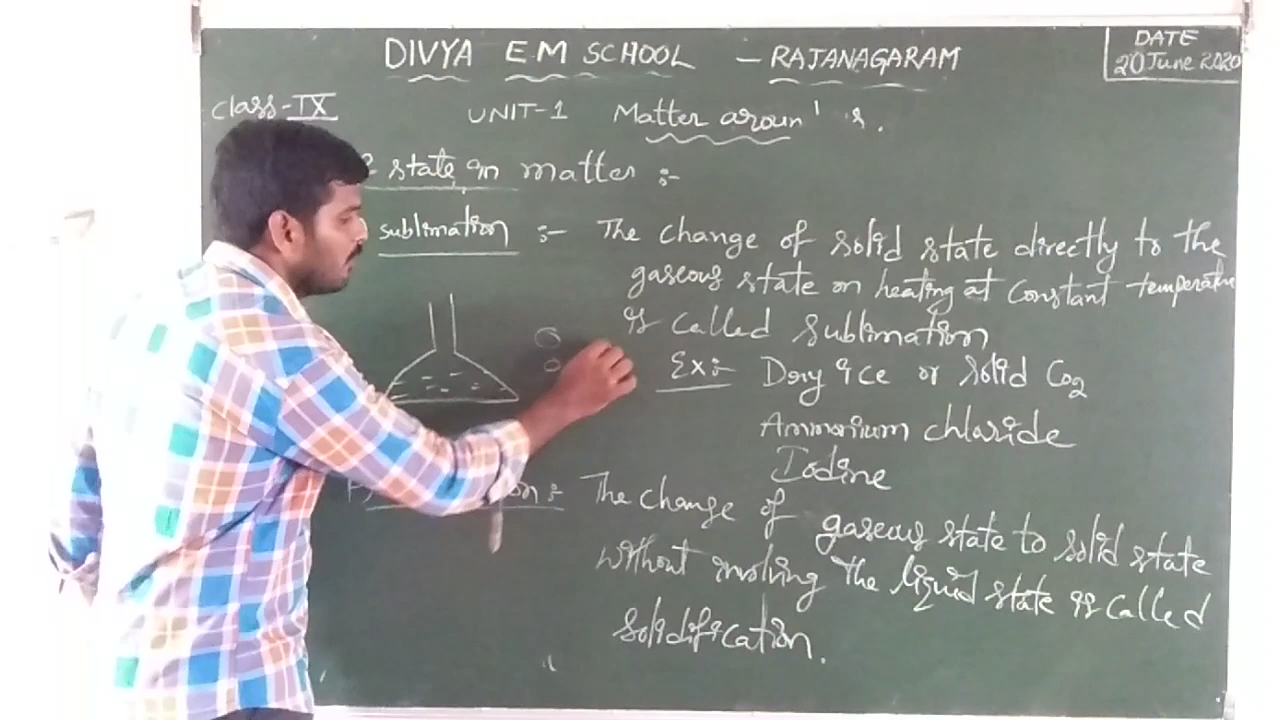 DIVYA E.M SCHOOL - RAJANAGARAM
DATE
20 June 2020
Class-IX UNIT-1 Matter aroun
state in matter :-
sublimation :- The change of solid state directly to the
gaseous state on heating at constant temperature
is called sublimation
Ex:- Dry ice or solid CO2
Ammonium chloride
Iodine
The change of gaseous state to solid state
without involving the liquid state is called
solidification.